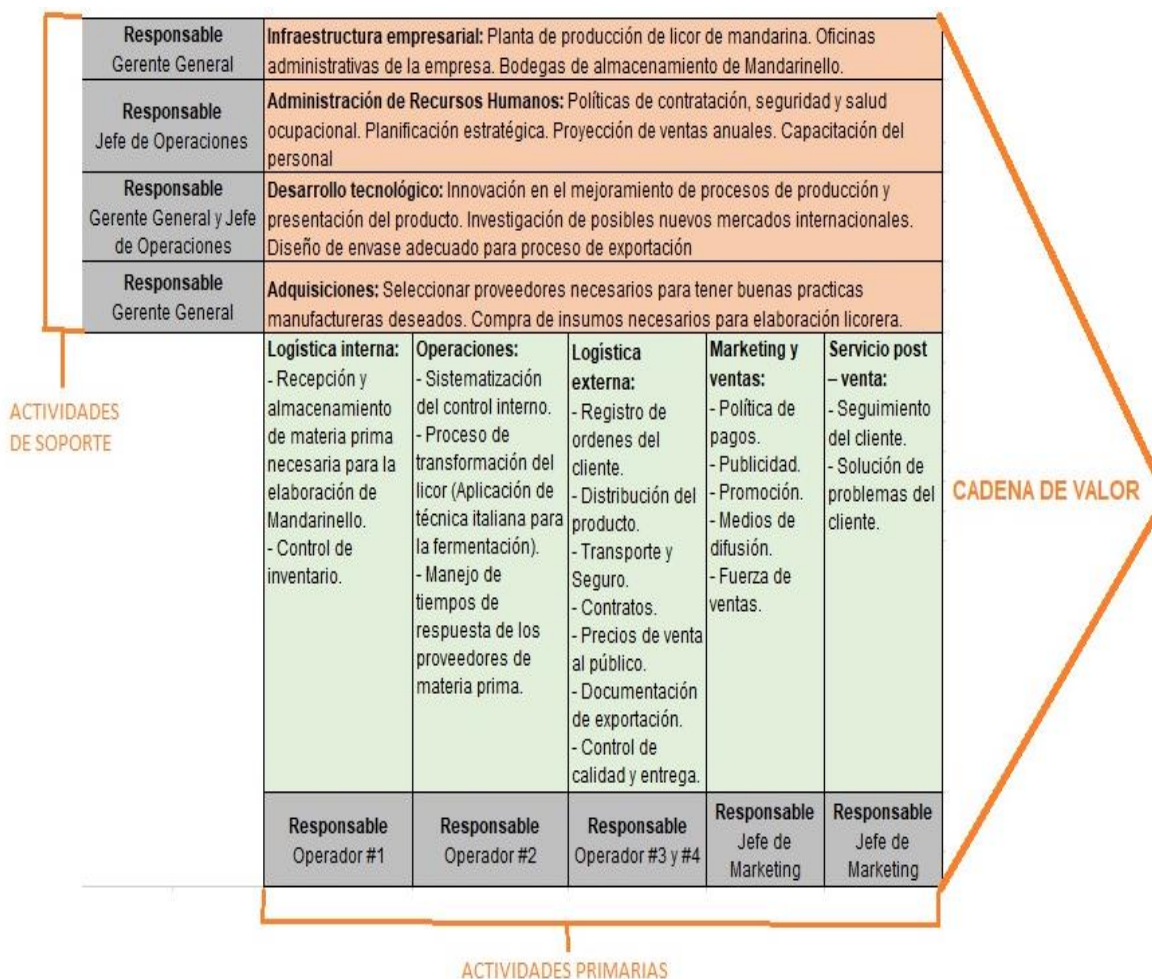 Responsable
Gerente General
Infraestructura empresarial: Planta de producción de licor de mandarina. Oficinas
administrativas de la empresa. Bodegas de almacenamiento de Mandarinello.
Responsable
Jefe de Operaciones
Administración de Recursos Humanos: Políticas de contratación, seguridad y salud
ocupacional. Planificación estratégica. Proyección de ventas anuales. Capacitación del
personal
Responsable
Gerente General y Jefe
de Operaciones
Desarrollo tecnológico: Innovación en el mejoramiento de procesos de producción y
presentación del producto. Investigación de posibles nuevos mercados internacionales.
Diseño de envase adecuado para proceso de exportación
Responsable
Gerente General
Adquisiciones: Seleccionar proveedores necesarios para tener buenas practicas
manufactureras deseados. Compra de insumos necesarios para elaboración licorera.
ACTIVIDADES
DE SOPORTE
Logística interna:
- Recepción y
almacenamiento
de materia prima
necesaria para la
elaboración de
Mandarinello.
- Control de
inventario.
Operaciones:
- Sistematización
del control interno.
- Proceso de
transformación del
licor (Aplicación de
técnica italiana para
la fermentación).
- Manejo de
tiempos de
respuesta de los
proveedores de
materia prima.
Logística
externa:
- Registro de
ordenes del
cliente.
- Distribución del
producto.
- Transporte y
Seguro.
- Contratos.
- Precios de venta
al público.
- Documentación
de exportación.
- Control de
calidad y entrega.
Marketing y
ventas:
- Política de
pagos.
- Publicidad.
- Promoción.
- Medios de
difusión.
- Fuerza de
ventas.
Servicio post
– venta:
- Seguimiento
del cliente.
- Solución de
problemas del
cliente.
CADENA DE VALOR
Responsable
Operador #1
Responsable
Operador #2
Responsable
Operador #3 y #4
Responsable
Jefe de
Marketing
Responsable
Jefe de
Marketing
ACTIVIDADES PRIMARIAS